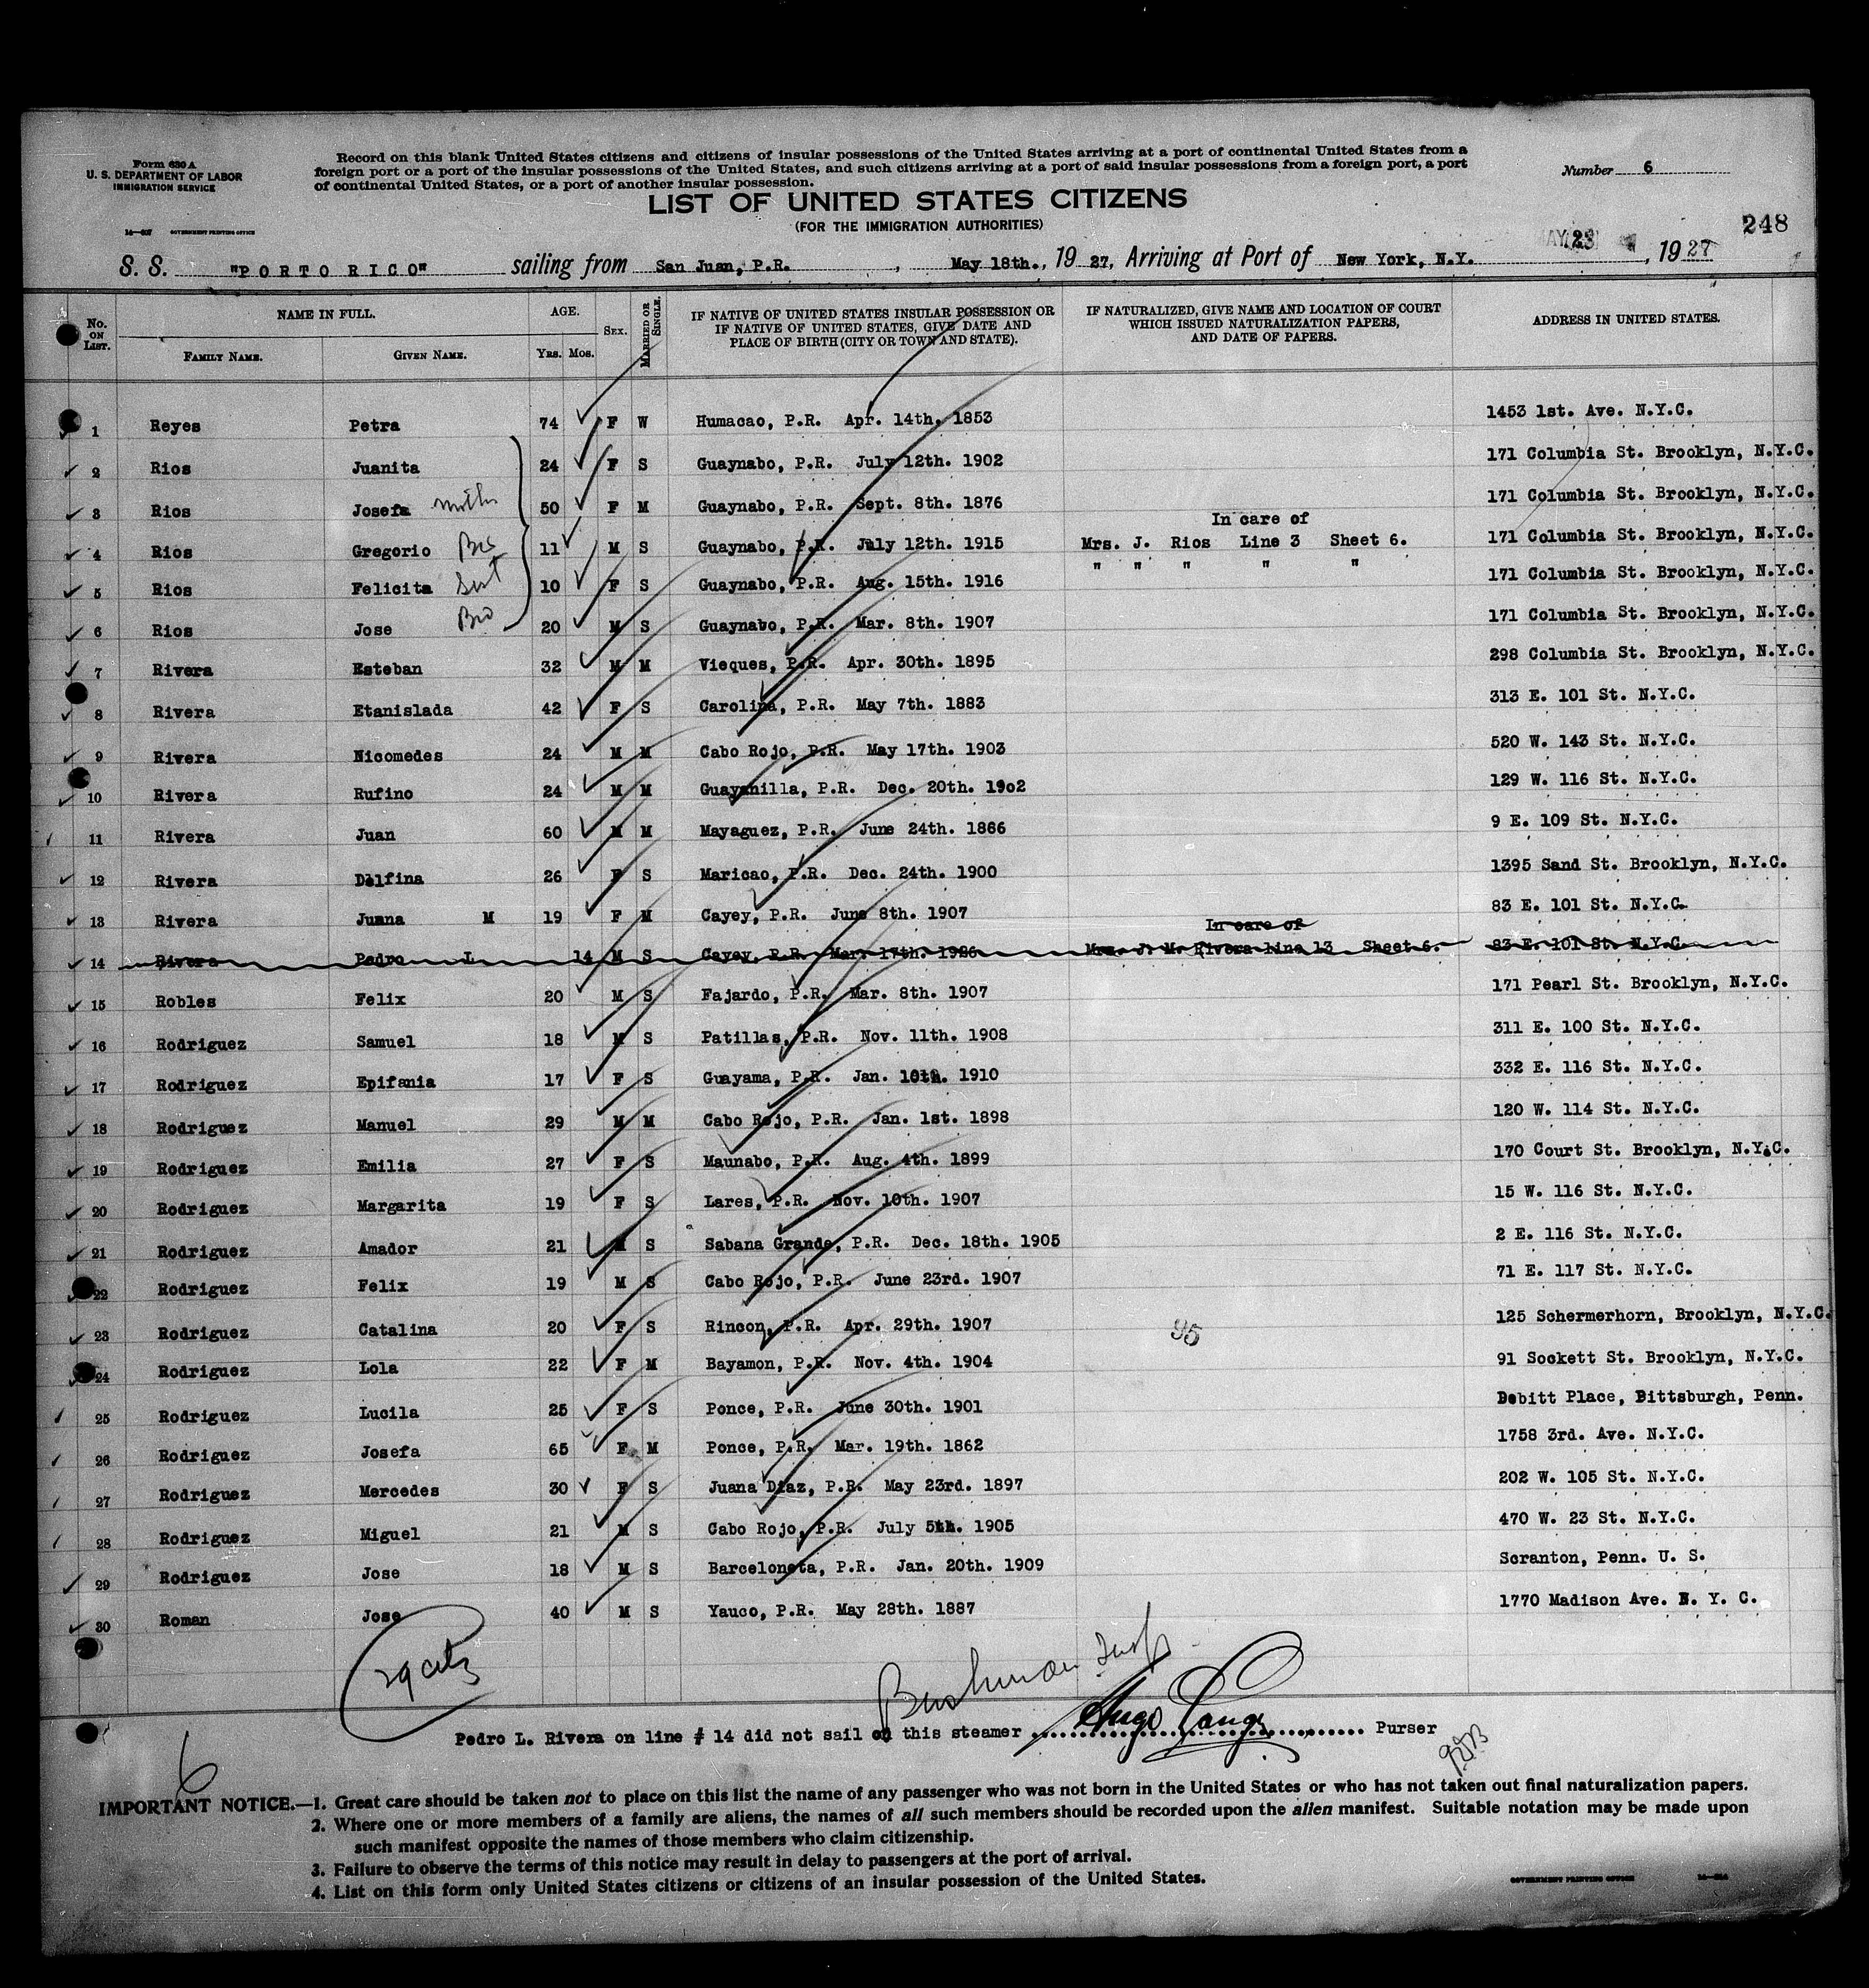 Form 630 A
U. S. DEPARTMENT OF LABOR
IMMIGRATION SERVICE
Record on this blank United States citizens and citizens of insular possessions of the United States arriving at a port of continental United States from a
foreign port or a port of the insular possessions of the United States, and such citizens arriving at a port of said insular possessions from a foreign port, a port
of continental United States, or a port of another insular possession.
Number 6
LIST OF UNITED STATES CITIZENS
(FOR THE IMMIGRATION AUTHORITIES)
GOVERNMENT PRINTING OFFICE
248
S. S. "PORTO RICO" sailing from San Juan, P.R. , May 18th., 19 27, Arriving at Port of New York, N.Y. MAY 23 , 19 27
No. ON LIST. NAME IN FULL. AGE. SEX. MARRIED OR SINGLE. IF NATIVE OF UNITED STATES INSULAR POSSESSION OR IF NATIVE OF UNITED STATES, GIVE DATE AND PLACE OF BIRTH (CITY OR TOWN AND STATE). IF NATURALIZED, GIVE NAME AND LOCATION OF COURT WHICH ISSUED NATURALIZATION PAPERS, AND DATE OF PAPERS. ADDRESS IN UNITED STATES.
FAMILY NAME. GIVEN NAME. YRS. MOS.
1 Reyes Petra 74 F W Humacao, P.R. Apr. 14th. 1853 1453 1st. Ave. N.Y.C.
2 Rios Juanita 24 F S Guaynabo, P.R. July 12th. 1902 171 Columbia St. Brooklyn, N.Y.C.
3 Rios Josefa 50 F M Guaynabo, P.R. Sept. 8th. 1876 171 Columbia St. Brooklyn, N.Y.C.
In care of
4 Rios Gregorio Bro 11 M S Guaynabo, P.R. July 12th. 1915 Mrs. J. Rios Line 3 Sheet 6. 171 Columbia St. Brooklyn, N.Y.C.
5 Rios Felicita Sist 10 F S Guaynabo, P.R. Aug. 15th. 1916 " " " " " 171 Columbia St. Brooklyn, N.Y.C.
6 Rios Jose Bro 20 M S Guaynabo, P.R. Mar. 8th. 1907 171 Columbia St. Brooklyn, N.Y.C.
7 Rivera Esteban 32 M M Vieques, P.R. Apr. 30th. 1895 298 Columbia St. Brooklyn, N.Y.C.
8 Rivera Etanislada 42 F S Carolina, P.R. May 7th. 1883 313 E. 101 St. N.Y.C.
9 Rivera Nicomedes 24 M M Cabo Rojo, P.R. May 17th. 1903 520 W. 143 St. N.Y.C.
10 Rivera Rufino 24 M M Guayanilla, P.R. Dec. 20th. 1902 129 W. 116 St. N.Y.C.
11 Rivera Juan 60 M M Mayaguez, P.R. June 24th. 1866 9 E. 109 St. N.Y.C.
12 Rivera Delfina 26 F S Maricao, P.R. Dec. 24th. 1900 1395 Sand St. Brooklyn, N.Y.C.
13 Rivera Juana M 19 F M Cayey, P.R. June 8th. 1907 83 E. 101 St. N.Y.C.
In care of
14 Rivera Pedro L 14 M S Cayey, P.R. Mar. 17th. 1926 Mrs. J. M. Rivera line 13 Sheet 6. 83 E. 101 St. N.Y.C.
15 Robles Felix 20 M S Fajardo, P.R. Mar. 8th. 1907 171 Pearl St. Brooklyn, N.Y.C.
16 Rodriguez Samuel 18 M S Patillas, P.R. Nov. 11th. 1908 311 E. 100 St. N.Y.C.
17 Rodriguez Epifania 17 F S Guayama, P.R. Jan. 10th. 1910 332 E. 116 St. N.Y.C.
18 Rodriguez Manuel 29 M M Cabo Rojo, P.R. Jan. 1st. 1898 120 W. 114 St. N.Y.C.
19 Rodriguez Emilia 27 F S Maunabo, P.R. Aug. 4th. 1899 170 Court St. Brooklyn, N.Y.C.
20 Rodriguez Margarita 19 F S Lares, P.R. Nov. 10th. 1907 15 W. 116 St. N.Y.C.
21 Rodriguez Amador 21 M S Sabana Grande, P.R. Dec. 18th. 1905 2 E. 116 St. N.Y.C.
22 Rodriguez Felix 19 M S Cabo Rojo, P.R. June 23rd. 1907 71 E. 117 St. N.Y.C.
23 Rodriguez Catalina 20 F S Rincon, P.R. Apr. 29th. 1907 95 125 Schermerhorn, Brooklyn, N.Y.C.
24 Rodriguez Lola 22 F M Bayamon, P.R. Nov. 4th. 1904 91 Sockett St. Brooklyn, N.Y.C.
25 Rodriguez Lucila 25 F S Ponce, P.R. June 30th. 1901 Debitt Place, Pittsburgh, Penn.
26 Rodriguez Josefa 65 F M Ponce, P.R. Mar. 19th. 1862 1758 3rd. Ave. N.Y.C.
27 Rodriguez Mercedes 30 F S Juana Diaz, P.R. May 23rd. 1897 202 W. 105 St. N.Y.C.
28 Rodriguez Miguel 21 M S Cabo Rojo, P.R. July 5th. 1905 470 W. 23 St. N.Y.C.
29 Rodriguez Jose 18 M S Barceloneta, P.R. Jan. 20th. 1909 Scranton, Penn. U. S.
30 Roman Jose 40 M S Yauco, P.R. May 28th. 1887 1770 Madison Ave. N. Y. C.
Pedro L. Rivera on line # 14 did not sail on this steamer Hugo Lange Purser
6
IMPORTANT NOTICE.—1. Great care should be taken not to place on this list the name of any passenger who was not born in the United States or who has not taken out final naturalization papers.
2. Where one or more members of a family are aliens, the names of all such members should be recorded upon the alien manifest. Suitable notation may be made upon
such manifest opposite the names of those members who claim citizenship.
3. Failure to observe the terms of this notice may result in delay to passengers at the port of arrival.
4. List on this form only United States citizens or citizens of an insular possession of the United States.
GOVERNMENT PRINTING OFFICE